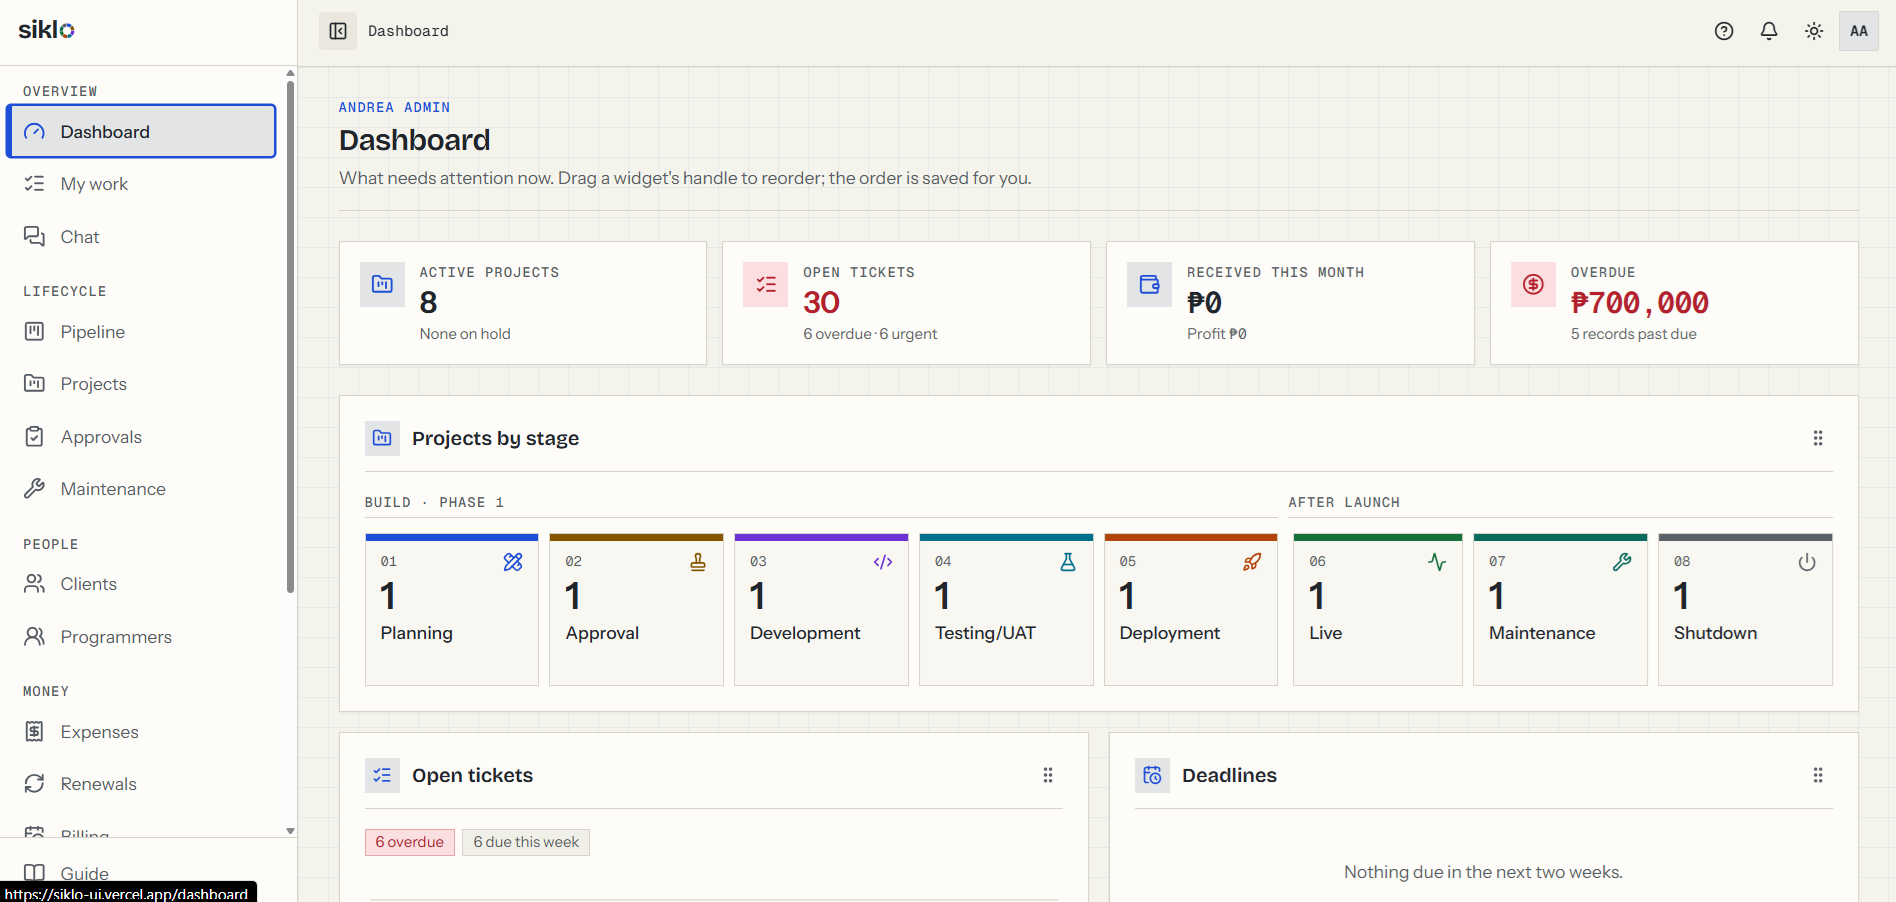 siklo
Dashboard
AA
OVERVIEW
Dashboard
My work
Chat
LIFECYCLE
Pipeline
Projects
Approvals
Maintenance
PEOPLE
Clients
Programmers
MONEY
Expenses
Renewals
Billing
Guide
https://siklo-ui.vercel.app/dashboard
ANDREA ADMIN
Dashboard
What needs attention now. Drag a widget's handle to reorder; the order is saved for you.
ACTIVE PROJECTS
8
None on hold
OPEN TICKETS
30
6 overdue · 6 urgent
RECEIVED THIS MONTH
₱0
Profit ₱0
OVERDUE
₱700,000
5 records past due
Projects by stage
BUILD · PHASE 1
AFTER LAUNCH
01
1
Planning
02
1
Approval
03
1
Development
04
1
Testing/UAT
05
1
Deployment
06
1
Live
07
1
Maintenance
08
1
Shutdown
Open tickets
6 overdue
6 due this week
Deadlines
Nothing due in the next two weeks.